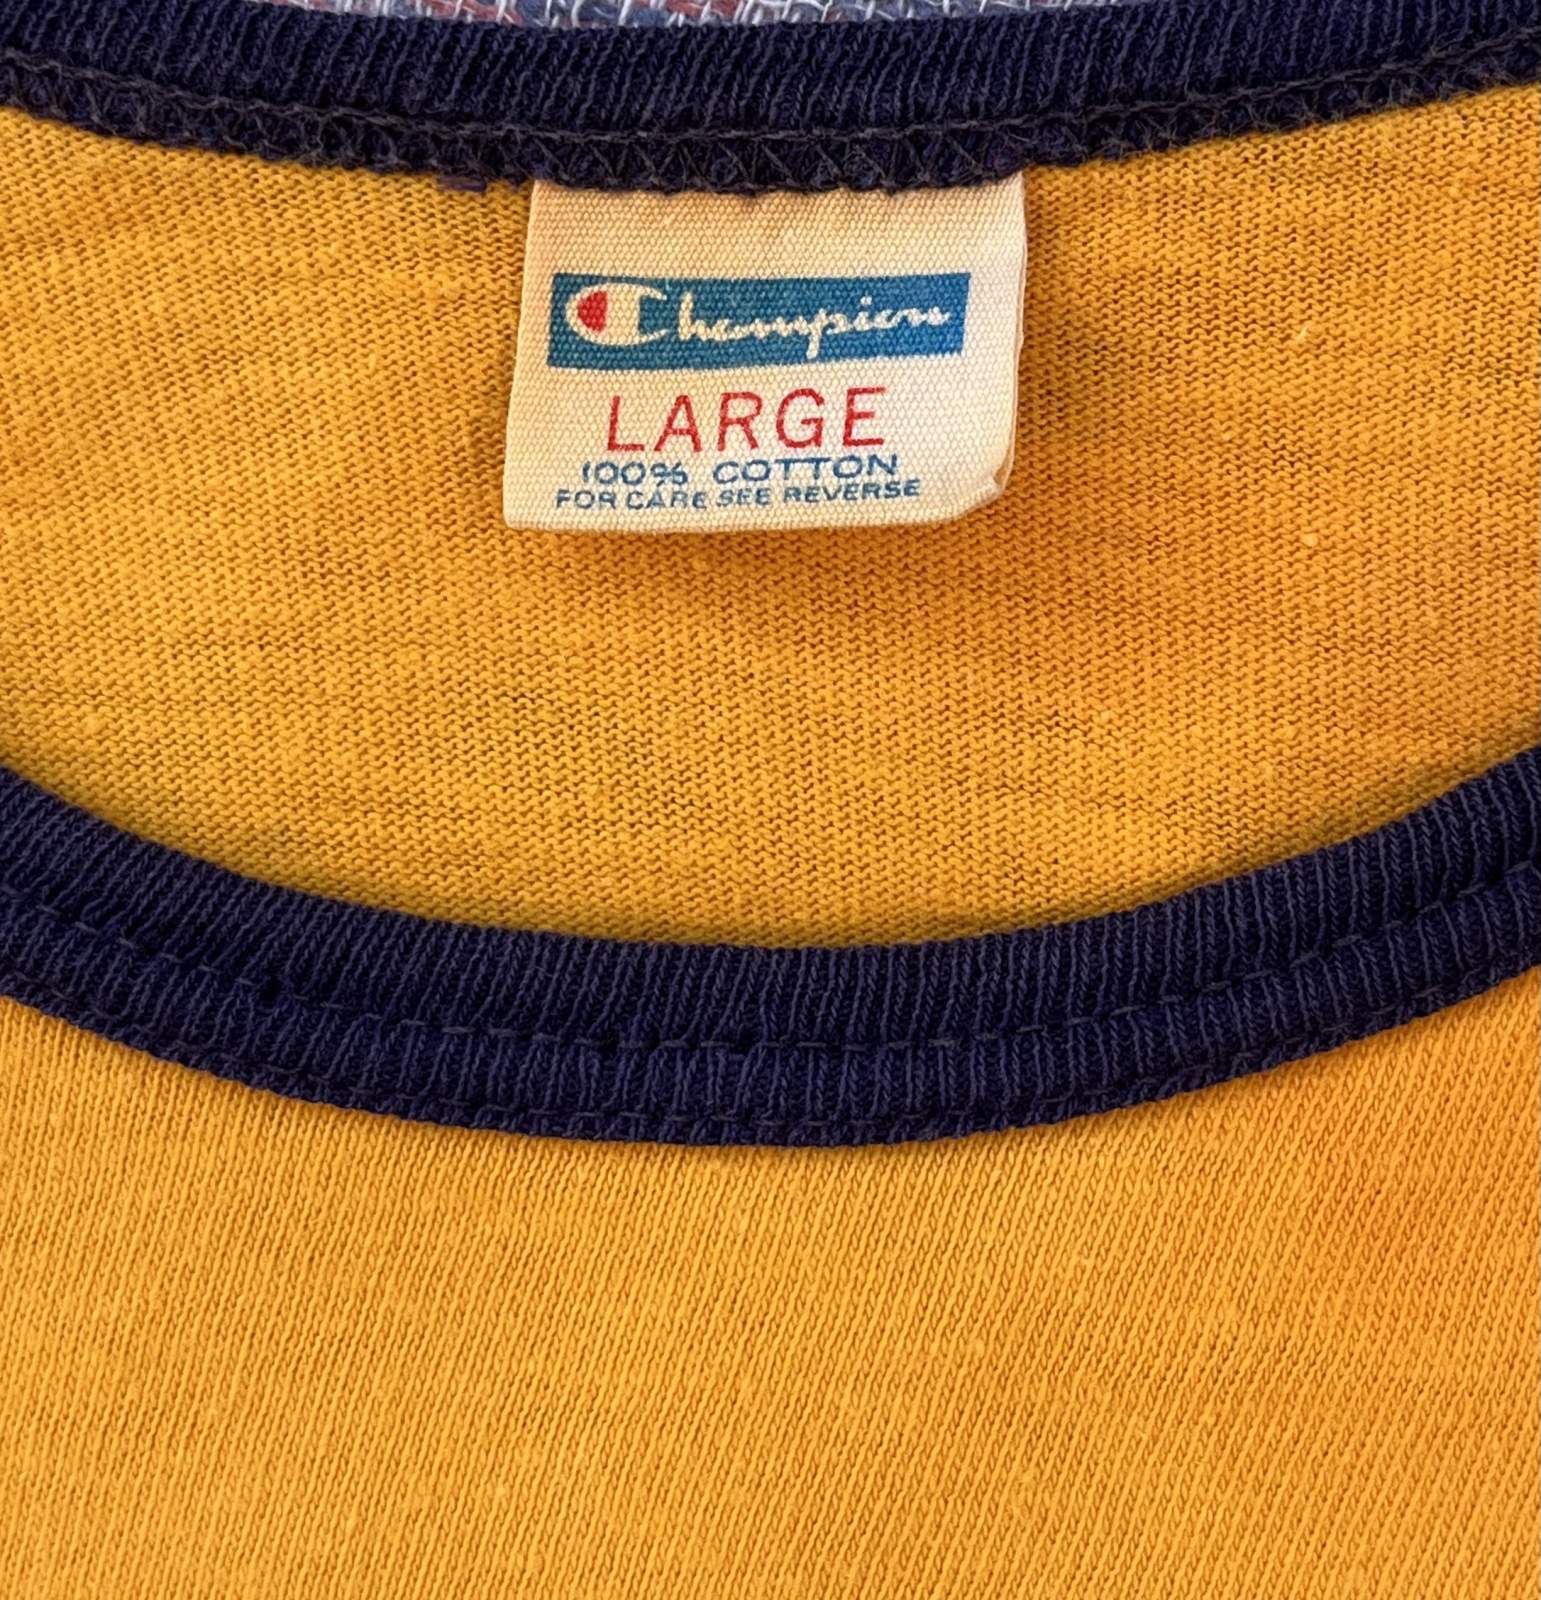 Champion
LARGE
100% COTTON
FOR CARE SEE REVERSE